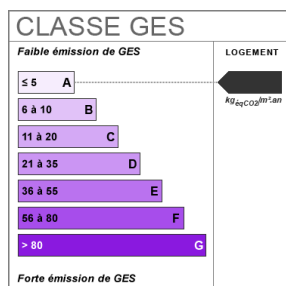 CLASSE GES
Faible émission de GES
LOGEMENT
≤ 5 A
kgéqCO2/m².an
6 à 10 B
11 à 20 C
21 à 35 D
36 à 55 E
56 à 80 F
> 80 G
Forte émission de GES